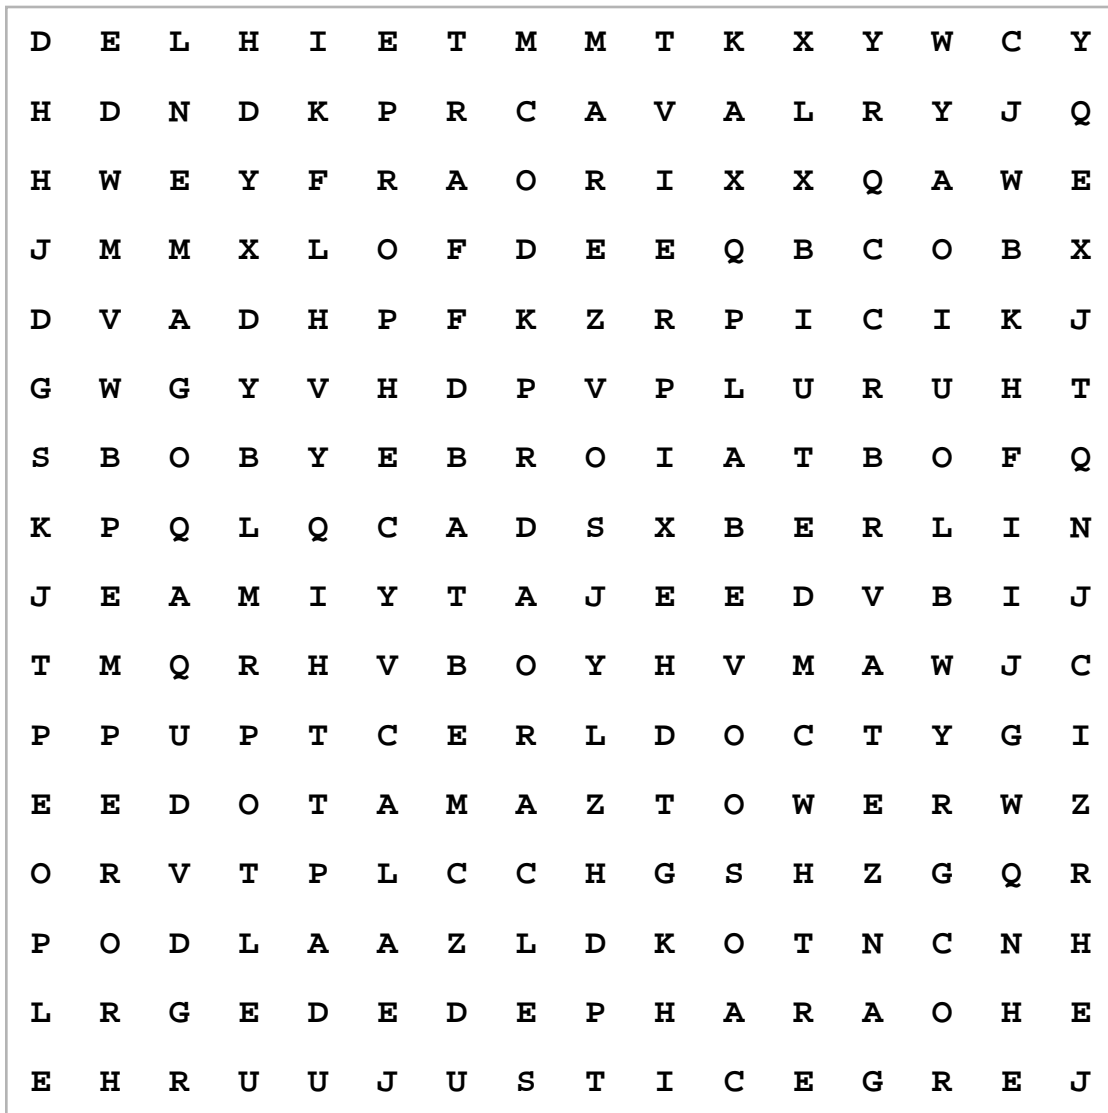 D E L H I E T M M T K X Y W C Y
H D N D K P R C A V A L R Y J Q
H W E Y F R A O R I X X Q A W E
J M M X L O F D E E Q B C O B X
D V A D H P F K Z R P I C I K J
G W G Y V H D P V P L U R U H T
S B O B Y E B R O I A T B O F Q
K P Q L Q C A D S X B E R L I N
J E A M I Y T A J E E D V B I J
T M Q R H V B O Y H V M A W J C
P P U P T C E R L D O C T Y G I
E E D O T A M A Z T O W E R W Z
O R V T P L C C H G S H Z G Q R
P O D L A A Z L D K O T N C N H
L R G E D E D E P H A R A O H E
E H R U U J U S T I C E G R E J